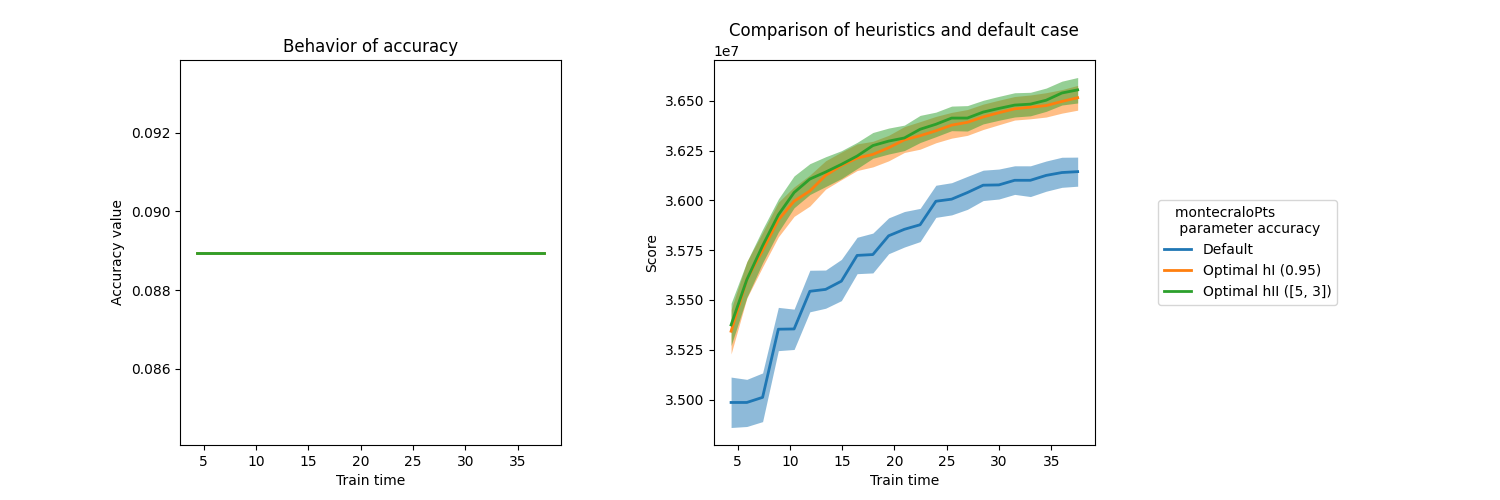 Behavior of accuracy
Accuracy value
0.092
0.090
0.088
0.086
5 10 15 20 25 30 35
Train time
Comparison of heuristics and default case
1e7
Score
3.650
3.625
3.600
3.575
3.550
3.525
3.500
5 10 15 20 25 30 35
Train time
montecraloPts
parameter accuracy
Default
Optimal hI (0.95)
Optimal hII ([5, 3])